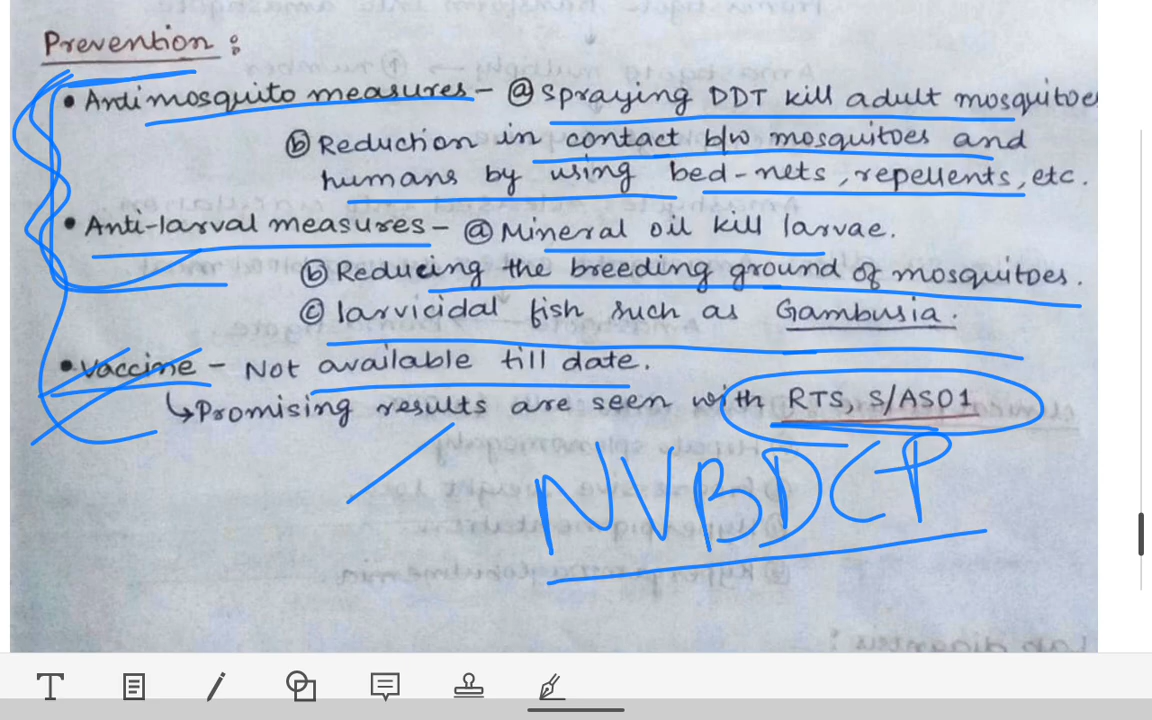 Prevention :
• Antimosquito measures - ⓐ Spraying DDT kill adult mosquitoe
ⓑ Reduction in contact b/w mosquitoes and
humans by using bed-nets, repellents, etc.
• Anti-larval measures - ⓐ Mineral oil kill larvae.
ⓑ Reducing the breeding ground of mosquitoes.
ⓒ larvicidal fish such as Gambusia.
• Vaccine - Not available till date.
↳Promising results are seen with RTS, S/ASO1
NVBDCP